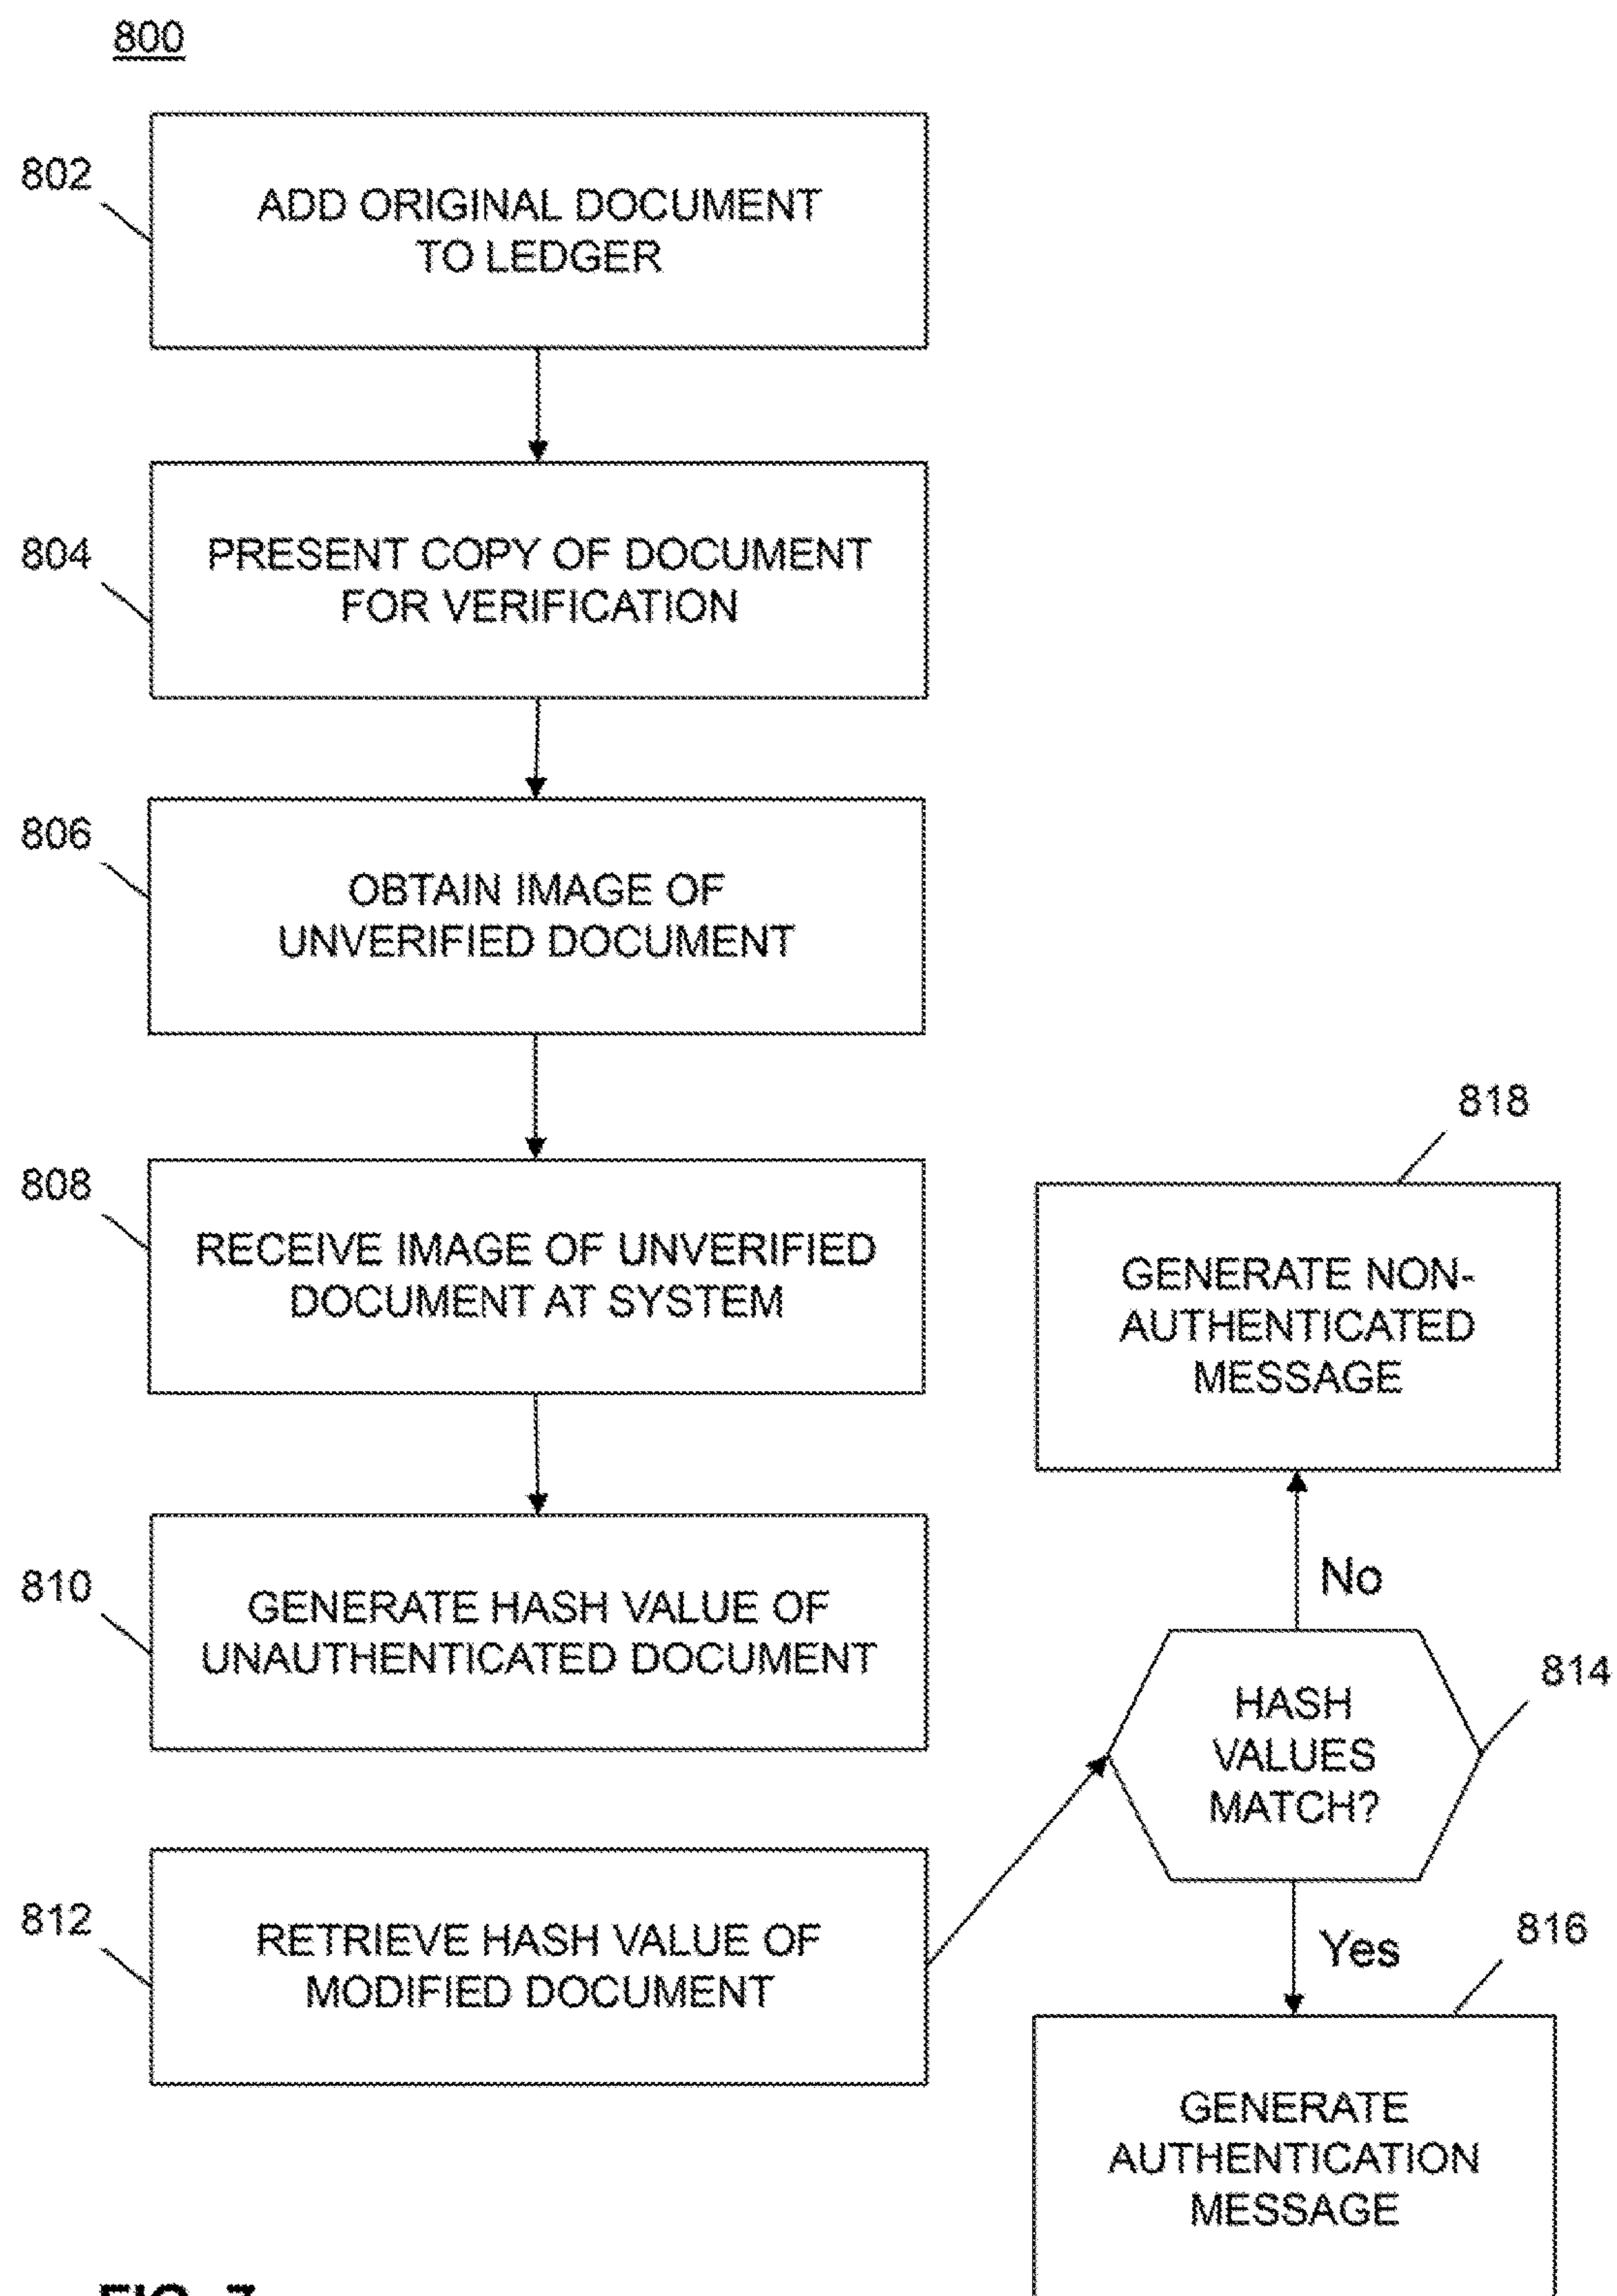 800
802
ADD ORIGINAL DOCUMENT
TO LEDGER
804
PRESENT COPY OF DOCUMENT
FOR VERIFICATION
806
OBTAIN IMAGE OF
UNVERIFIED DOCUMENT
808
RECEIVE IMAGE OF UNVERIFIED
DOCUMENT AT SYSTEM
810
GENERATE HASH VALUE OF
UNAUTHENTICATED DOCUMENT
812
RETRIEVE HASH VALUE OF
MODIFIED DOCUMENT
818
GENERATE NON-
AUTHENTICATED
MESSAGE
No
814
HASH
VALUES
MATCH?
Yes
816
GENERATE
AUTHENTICATION
MESSAGE